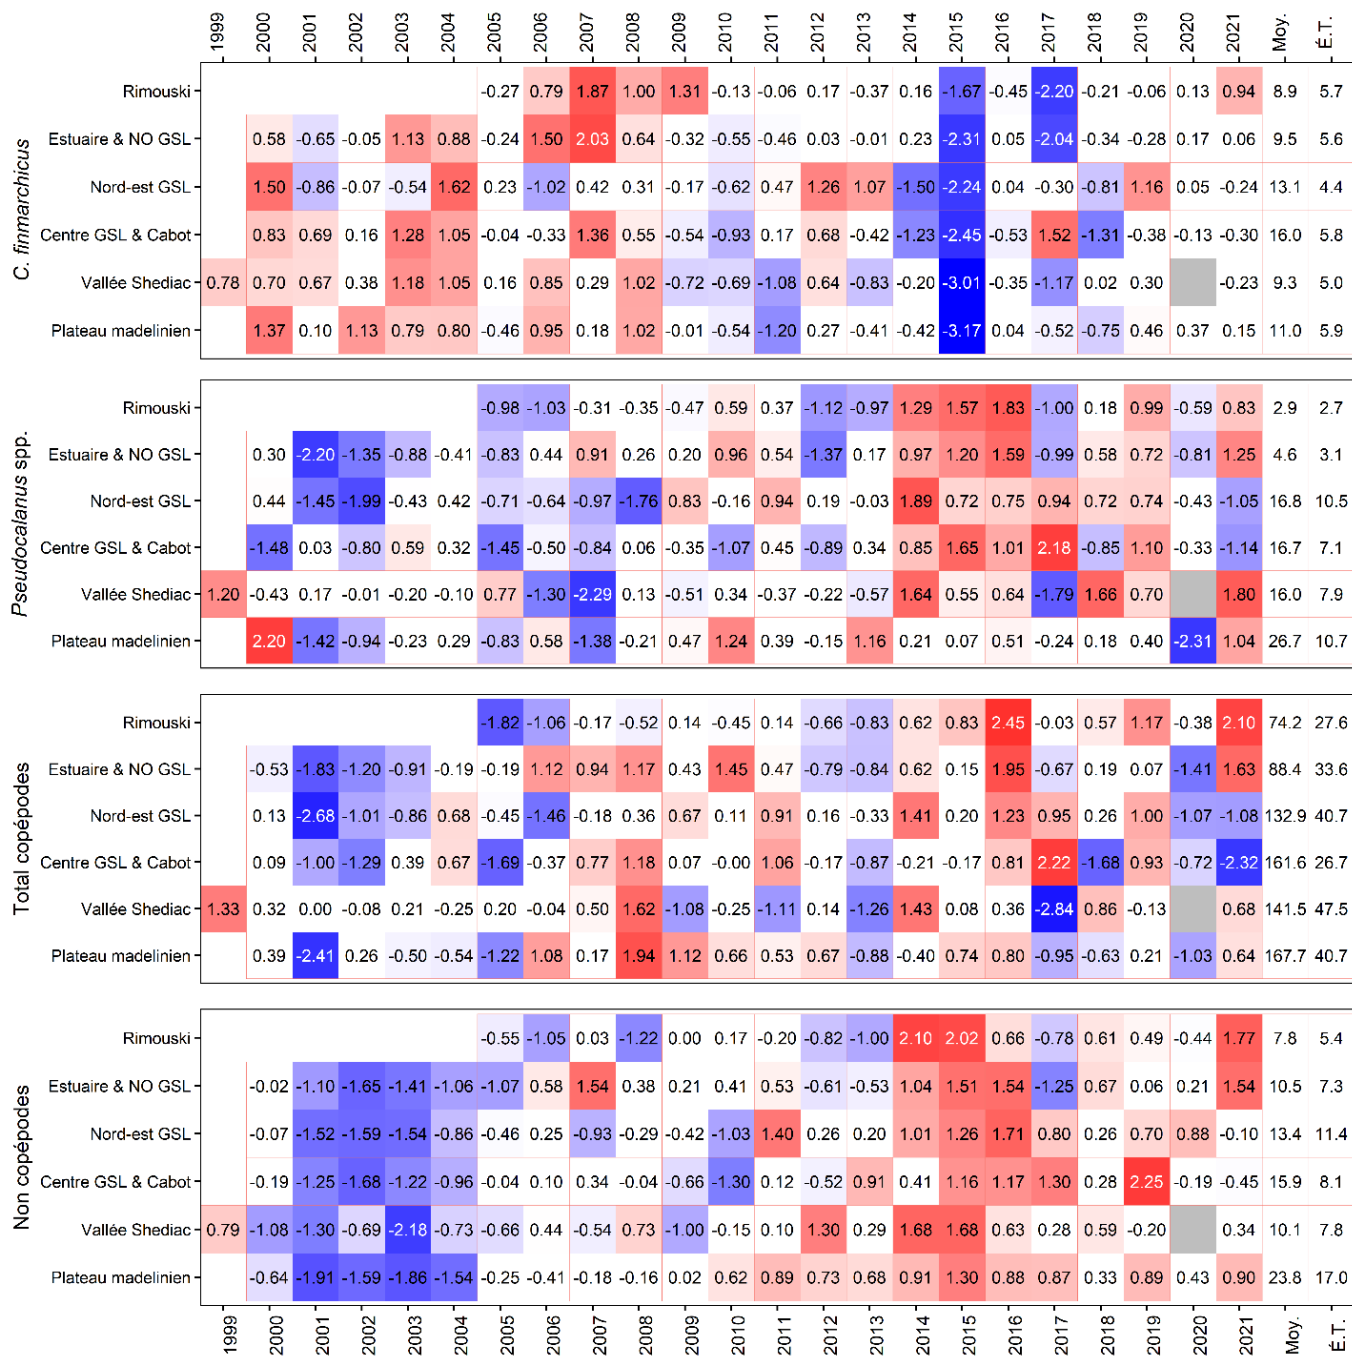 1999 2000 2001 2002 2003 2004 2005 2006 2007 2008 2009 2010 2011 2012 2013 2014 2015 2016 2017 2018 2019 2020 2021 Moy. É.T.
C. finmarchicus
Rimouski -0.27 0.79 1.87 1.00 1.31 -0.13 -0.06 0.17 -0.37 0.16 -1.67 -0.45 -2.20 -0.21 -0.06 0.13 0.94 8.9 5.7
Estuaire & NO GSL 0.58 -0.65 -0.05 1.13 0.88 -0.24 1.50 2.03 0.64 -0.32 -0.55 -0.46 0.03 -0.01 0.23 -2.31 0.05 -2.04 -0.34 -0.28 0.17 0.06 9.5 5.6
Nord-est GSL 1.50 -0.86 -0.07 -0.54 1.62 0.23 -1.02 0.42 0.31 -0.17 -0.62 0.47 1.26 1.07 -1.50 -2.24 0.04 -0.30 -0.81 1.16 0.05 -0.24 13.1 4.4
Centre GSL & Cabot 0.83 0.69 0.16 1.28 1.05 -0.04 -0.33 1.36 0.55 -0.54 -0.93 0.17 0.68 -0.42 -1.23 -2.45 -0.53 1.52 -1.31 -0.38 -0.13 -0.30 16.0 5.8
Vallée Shediac 0.78 0.70 0.67 0.38 1.18 1.05 0.16 0.85 0.29 1.02 -0.72 -0.69 -1.08 0.64 -0.83 -0.20 -3.01 -0.35 -1.17 0.02 0.30 -0.23 9.3 5.0
Plateau madelinien 1.37 0.10 1.13 0.79 0.80 -0.46 0.95 0.18 1.02 -0.01 -0.54 -1.20 0.27 -0.41 -0.42 -3.17 0.04 -0.52 -0.75 0.46 0.37 0.15 11.0 5.9
Pseudocalanus spp.
Rimouski -0.98 -1.03 -0.31 -0.35 -0.47 0.59 0.37 -1.12 -0.97 1.29 1.57 1.83 -1.00 0.18 0.99 -0.59 0.83 2.9 2.7
Estuaire & NO GSL 0.30 -2.20 -1.35 -0.88 -0.41 -0.83 0.44 0.91 0.26 0.20 0.96 0.54 -1.37 0.17 0.97 1.20 1.59 -0.99 0.58 0.72 -0.81 1.25 4.6 3.1
Nord-est GSL 0.44 -1.45 -1.99 -0.43 0.42 -0.71 -0.64 -0.97 -1.76 0.83 -0.16 0.94 0.19 -0.03 1.89 0.72 0.75 0.94 0.72 0.74 -0.43 -1.05 16.8 10.5
Centre GSL & Cabot -1.48 0.03 -0.80 0.59 0.32 -1.45 -0.50 -0.84 0.06 -0.35 -1.07 0.45 -0.89 0.34 0.85 1.65 1.01 2.18 -0.85 1.10 -0.33 -1.14 16.7 7.1
Vallée Shediac 1.20 -0.43 0.17 -0.01 -0.20 -0.10 0.77 -1.30 -2.29 0.13 -0.51 0.34 -0.37 -0.22 -0.57 1.64 0.55 0.64 -1.79 1.66 0.70 1.80 16.0 7.9
Plateau madelinien 2.20 -1.42 -0.94 -0.23 0.29 -0.83 0.58 -1.38 -0.21 0.47 1.24 0.39 -0.15 1.16 0.21 0.07 0.51 -0.24 0.18 0.40 -2.31 1.04 26.7 10.7
Total copépodes
Rimouski -1.82 -1.06 -0.17 -0.52 0.14 -0.45 0.14 -0.66 -0.83 0.62 0.83 2.45 -0.03 0.57 1.17 -0.38 2.10 74.2 27.6
Estuaire & NO GSL -0.53 -1.83 -1.20 -0.91 -0.19 -0.19 1.12 0.94 1.17 0.43 1.45 0.47 -0.79 -0.84 0.62 0.15 1.95 -0.67 0.19 0.07 -1.41 1.63 88.4 33.6
Nord-est GSL 0.13 -2.68 -1.01 -0.86 0.68 -0.45 -1.46 -0.18 0.36 0.67 0.11 0.91 0.16 -0.33 1.41 0.20 1.23 0.95 0.26 1.00 -1.07 -1.08 132.9 40.7
Centre GSL & Cabot 0.09 -1.00 -1.29 0.39 0.67 -1.69 -0.37 0.77 1.18 0.07 -0.00 1.06 -0.17 -0.87 -0.21 -0.17 0.81 2.22 -1.68 0.93 -0.72 -2.32 161.6 26.7
Vallée Shediac 1.33 0.32 0.00 -0.08 0.21 -0.25 0.20 -0.04 0.50 1.62 -1.08 -0.25 -1.11 0.14 -1.26 1.43 0.08 0.36 -2.84 0.86 -0.13 0.68 141.5 47.5
Plateau madelinien 0.39 -2.41 0.26 -0.50 -0.54 -1.22 1.08 0.17 1.94 1.12 0.66 0.53 0.67 -0.88 -0.40 0.74 0.80 -0.95 -0.63 0.21 -1.03 0.64 167.7 40.7
Non copépodes
Rimouski -0.55 -1.05 0.03 -1.22 0.00 0.17 -0.20 -0.82 -1.00 2.10 2.02 0.66 -0.78 0.61 0.49 -0.44 1.77 7.8 5.4
Estuaire & NO GSL -0.02 -1.10 -1.65 -1.41 -1.06 -1.07 0.58 1.54 0.38 0.21 0.41 0.53 -0.61 -0.53 1.04 1.51 1.54 -1.25 0.67 0.06 0.21 1.54 10.5 7.3
Nord-est GSL -0.07 -1.52 -1.59 -1.54 -0.86 -0.46 0.25 -0.93 -0.29 -0.42 -1.03 1.40 0.26 0.20 1.01 1.26 1.71 0.80 0.26 0.70 0.88 -0.10 13.4 11.4
Centre GSL & Cabot -0.19 -1.25 -1.68 -1.22 -0.96 -0.04 0.10 0.34 -0.04 -0.66 -1.30 0.12 -0.52 0.91 0.41 1.16 1.17 1.30 0.28 2.25 -0.19 -0.45 15.9 8.1
Vallée Shediac 0.79 -1.08 -1.30 -0.69 -2.18 -0.73 -0.66 0.44 -0.54 0.73 -1.00 -0.15 0.10 1.30 0.29 1.68 1.68 0.63 0.28 0.59 -0.20 0.34 10.1 7.8
Plateau madelinien -0.64 -1.91 -1.59 -1.86 -1.54 -0.25 -0.41 -0.18 -0.16 0.02 0.62 0.89 0.73 0.68 0.91 1.30 0.88 0.87 0.33 0.89 0.43 0.90 23.8 17.0
1999 2000 2001 2002 2003 2004 2005 2006 2007 2008 2009 2010 2011 2012 2013 2014 2015 2016 2017 2018 2019 2020 2021 Moy. É.T.